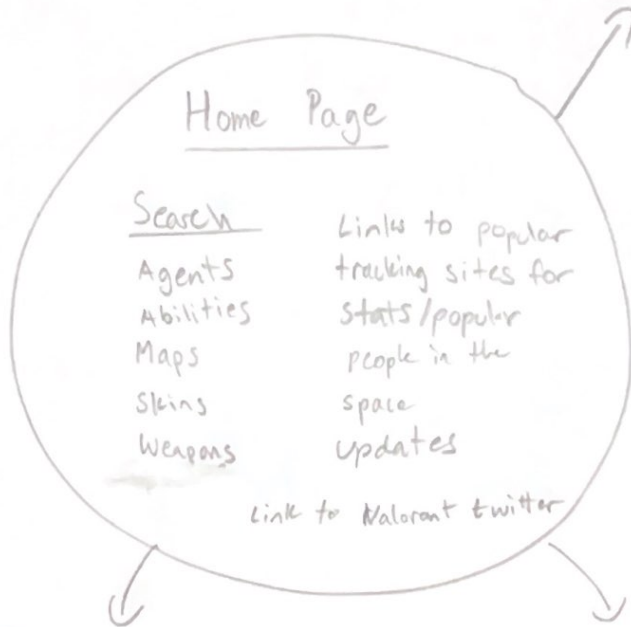 Home Page
Search
Agents
Abilities
Maps
Skins
Weapons
Links to popular
tracking sites for
stats/popular
people in the
space
updates
Link to Valorant twitter